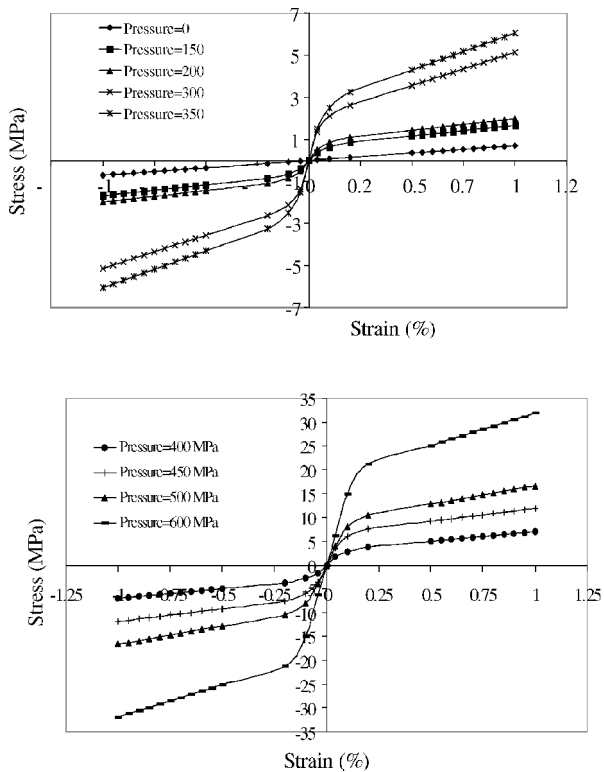 7
Pressure=0
Pressure=150
Pressure=200
Pressure=300
Pressure=350
5
3
1
Stress (MPa)
-
-1
0 0.2 0.5 0.7 1 1.2
-3
-5
-7
Strain (%)
35
30
25
20
15
10
5
0
Pressure=400 MPa
Pressure=450 MPa
Pressure=500 MPa
Pressure=600 MPa
Stress (MPa)
-1.25 -1 -0.75 -0.5 -0.25 0 0.25 0.5 0.75 1 1.25
-5
-10
-15
-20
-25
-30
-35
Strain (%)